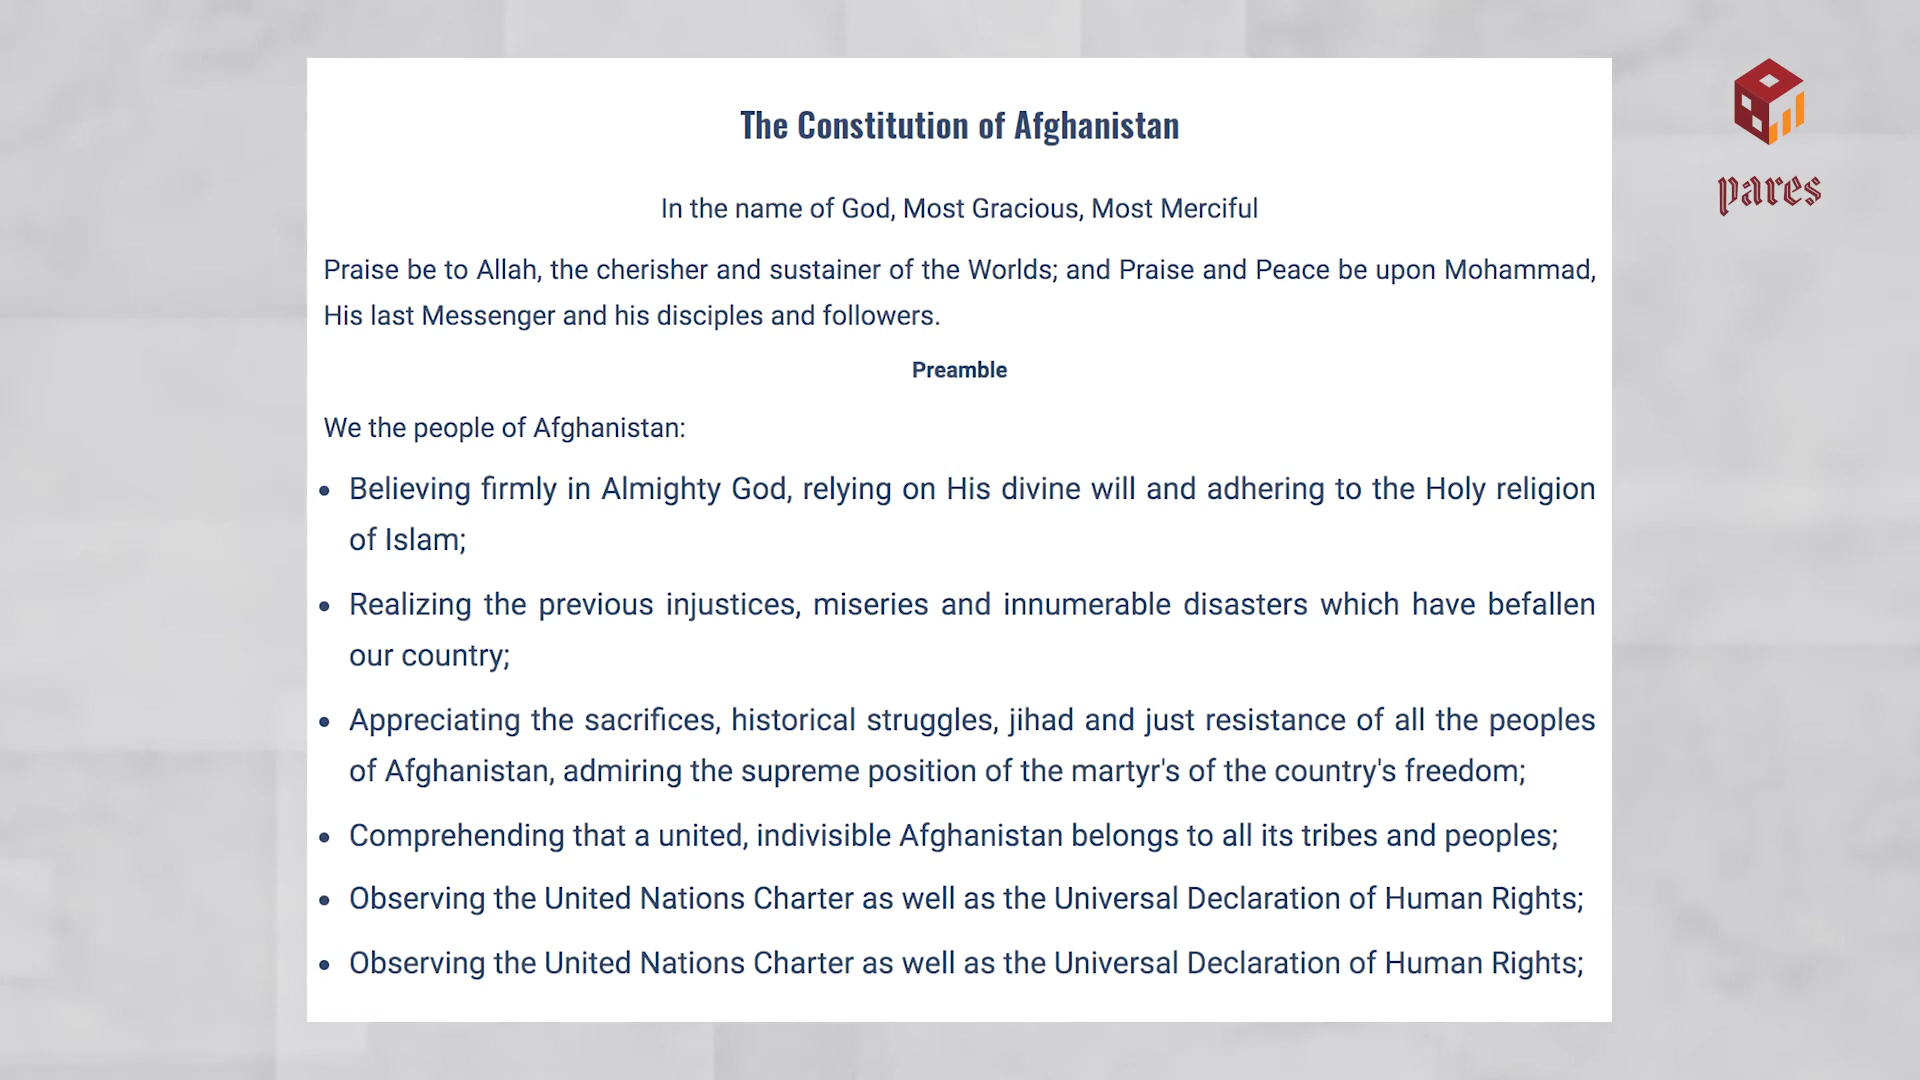 The Constitution of Afghanistan
In the name of God, Most Gracious, Most Merciful
Praise be to Allah, the cherisher and sustainer of the Worlds; and Praise and Peace be upon Mohammad,
His last Messenger and his disciples and followers.
Preamble
We the people of Afghanistan:
• Believing firmly in Almighty God, relying on His divine will and adhering to the Holy religion
of Islam;
• Realizing the previous injustices, miseries and innumerable disasters which have befallen
our country;
• Appreciating the sacrifices, historical struggles, jihad and just resistance of all the peoples
of Afghanistan, admiring the supreme position of the martyr's of the country's freedom;
• Comprehending that a united, indivisible Afghanistan belongs to all its tribes and peoples;
• Observing the United Nations Charter as well as the Universal Declaration of Human Rights;
• Observing the United Nations Charter as well as the Universal Declaration of Human Rights;
pares